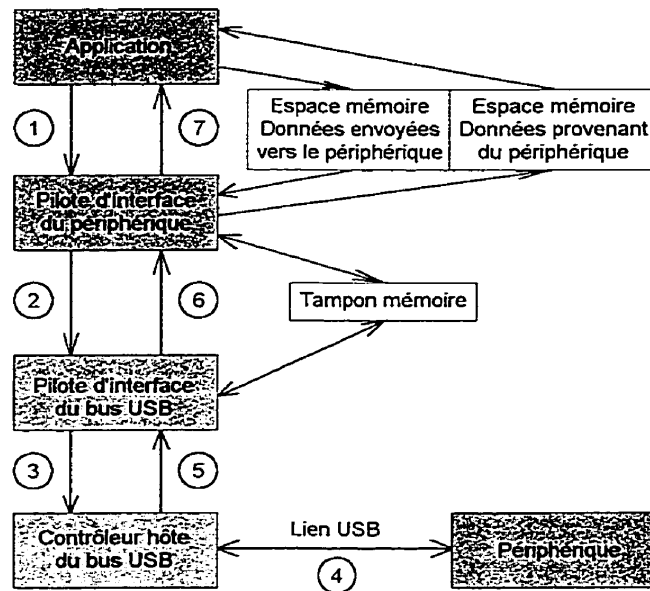 Application
1
7
Espace mémoire
Données envoyées
vers le périphérique
Espace mémoire
Données provenant
du périphérique
Pilote d'interface
du périphérique
2
6
Tampon mémoire
Pilote d'interface
du bus USB
3
5
Contrôleur hôte
du bus USB
Lien USB
4
Périphérique